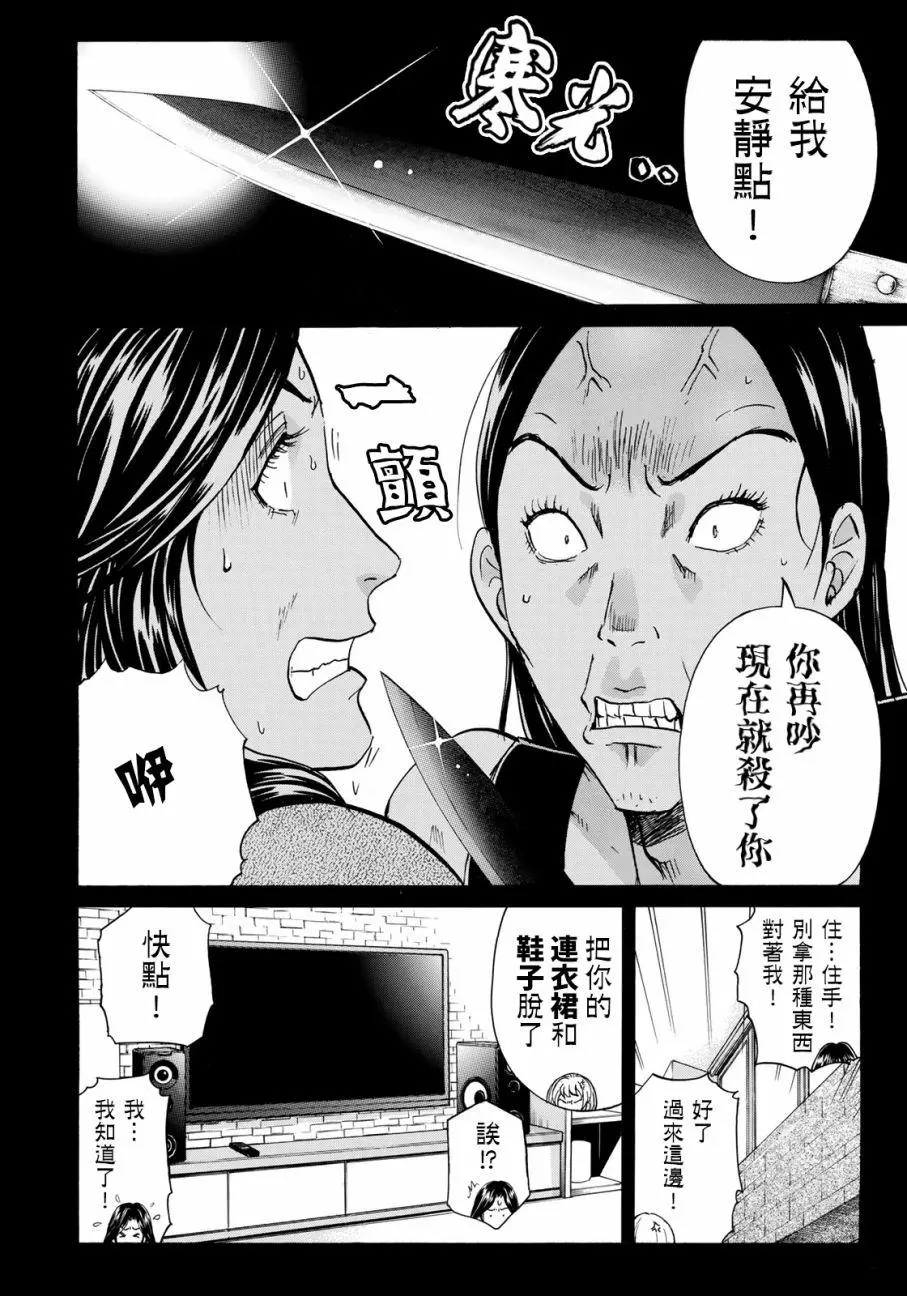 給我
安靜點！
寒光。。
你再吵
現在就殺了你
一顫
呃
住…住手！
別拿那種東西
對著我！
好了
過來這邊！
把你的
連衣裙和
鞋子脫了
誒!?
快點！
我…
我知道了！